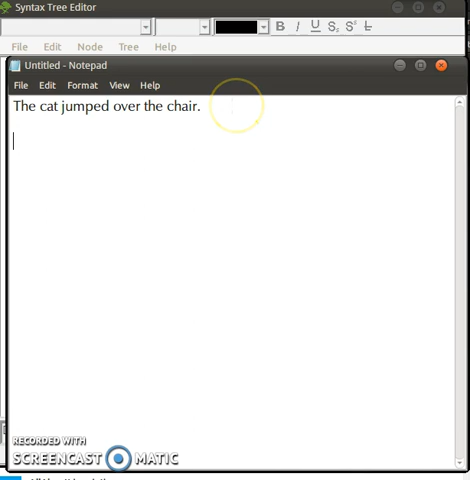 Syntax Tree Editor
B I U S₅ S˟ L
File Edit Node Tree Help
Untitled - Notepad
File Edit Format View Help
The cat jumped over the chair.
RECORDED WITH
SCREENCAST MATIC